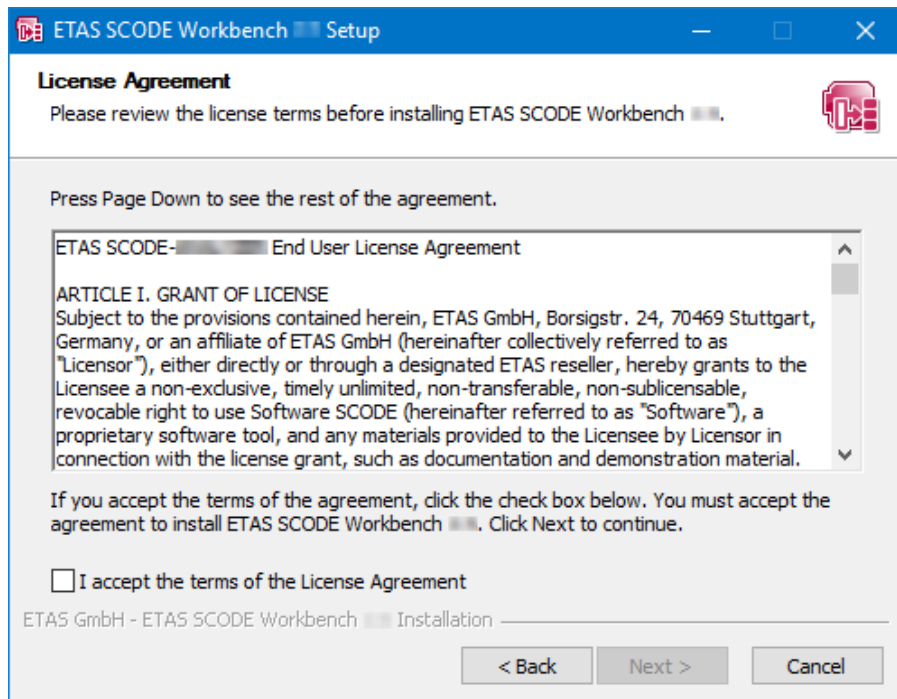 ETAS SCODE Workbench Setup
License Agreement
Please review the license terms before installing ETAS SCODE Workbench .
Press Page Down to see the rest of the agreement.
ETAS SCODE- End User License Agreement
ARTICLE I. GRANT OF LICENSE
Subject to the provisions contained herein, ETAS GmbH, Borsigstr. 24, 70469 Stuttgart,
Germany, or an affiliate of ETAS GmbH (hereinafter collectively referred to as
"Licensor"), either directly or through a designated ETAS reseller, hereby grants to the
Licensee a non-exclusive, timely unlimited, non-transferable, non-sublicensable,
revocable right to use Software SCODE (hereinafter referred to as "Software"), a
proprietary software tool, and any materials provided to the Licensee by Licensor in
connection with the license grant, such as documentation and demonstration material.
If you accept the terms of the agreement, click the check box below. You must accept the
agreement to install ETAS SCODE Workbench . Click Next to continue.
I accept the terms of the License Agreement
ETAS GmbH - ETAS SCODE Workbench Installation
< Back Next > Cancel